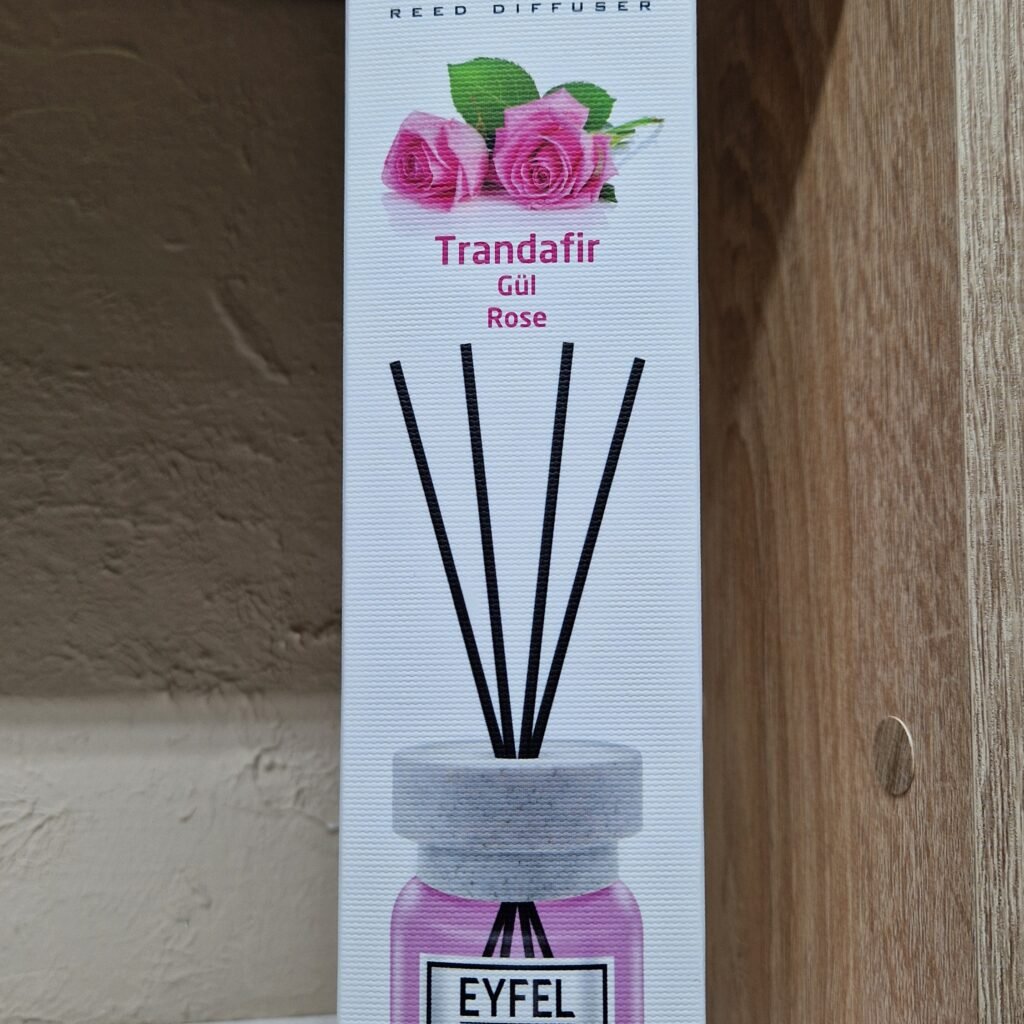 REED DIFFUSER
Trandafir
Gül
Rose
EYFEL